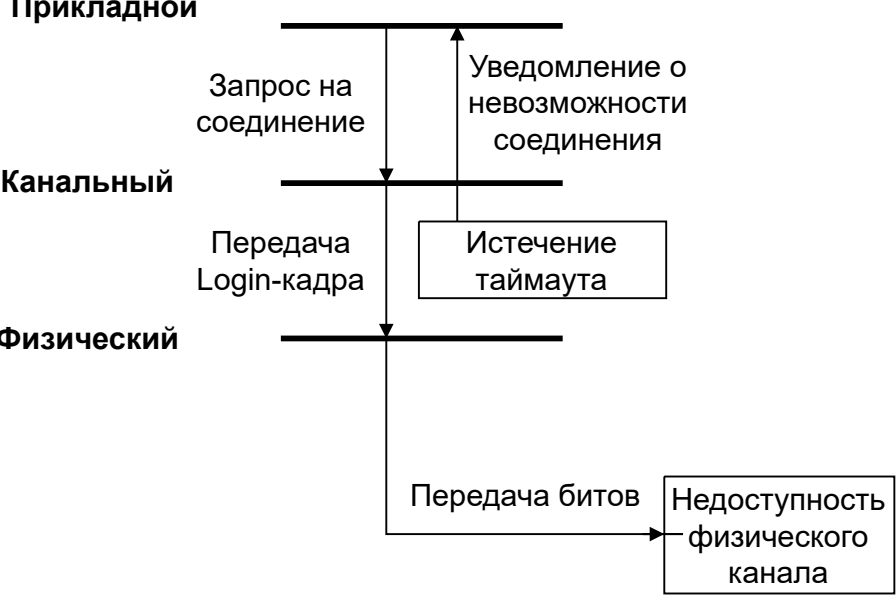 Прикладной
Запрос на
соединение
Уведомление о
невозможности
соединения
Канальный
Передача
Login-кадра
Истечение
таймаута
Физический
Передача битов
Недоступность
физического
канала